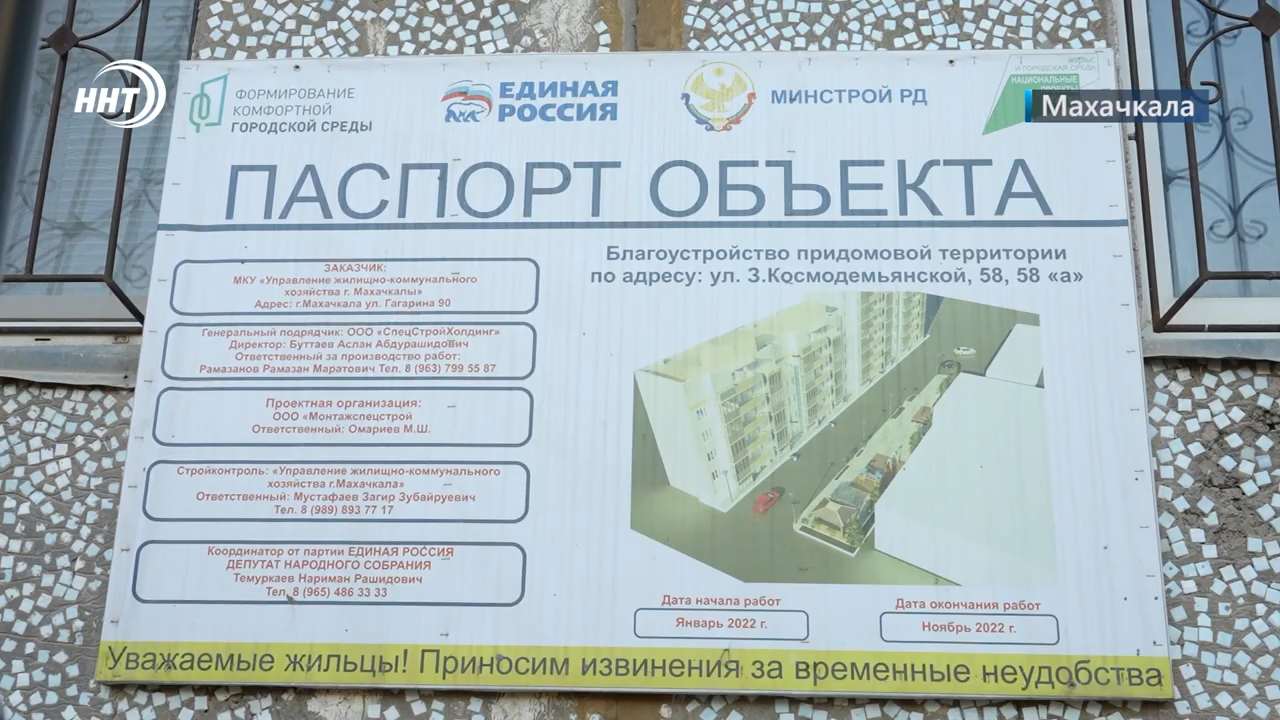 ННТ
ФОРМИРОВАНИЕ
КОМФОРТНОЙ
ГОРОДСКОЙ СРЕДЫ
ЕДИНАЯ
РОССИЯ
МИНСТРОЙ РД
ЖИЛЬЕ
И ГОРОДСКАЯ СРЕДА
НАЦИОНАЛЬНЫЕ
ПРОЕКТЫ
Махачкала
ПАСПОРТ ОБЪЕКТА
ЗАКАЗЧИК:
МКУ «Управление жилищно-коммунального
хозяйства г. Махачкалы»
Адрес: г.Махачкала ул. Гагарина 90
Генеральный подрядчик: ООО «СпецСтройХолдинг»
Директор: Буттаев Аслан Абдурашидович
Ответственный за производство работ:
Рамазанов Рамазан Маратович Тел. 8 (963) 799 55 87
Проектная организация:
ООО «Монтажспецстрой
Ответственный: Омариев М.Ш.
Стройконтроль: «Управление жилищно-коммунального
хозяйства г.Махачкала»
Ответственный: Мустафаев Загир Зубайруевич
Тел. 8 (989) 893 77 17
Координатор от партии ЕДИНАЯ РОССИЯ
ДЕПУТАТ НАРОДНОГО СОБРАНИЯ
Темуркаев Нариман Рашидович
Тел. 8 (965) 486 33 33
Благоустройство придомовой территории
по адресу: ул. З.Космодемьянской, 58, 58 «а»
Дата начала работ
Январь 2022 г.
Дата окончания работ
Ноябрь 2022 г.
Уважаемые жильцы! Приносим извинения за временные неудобства